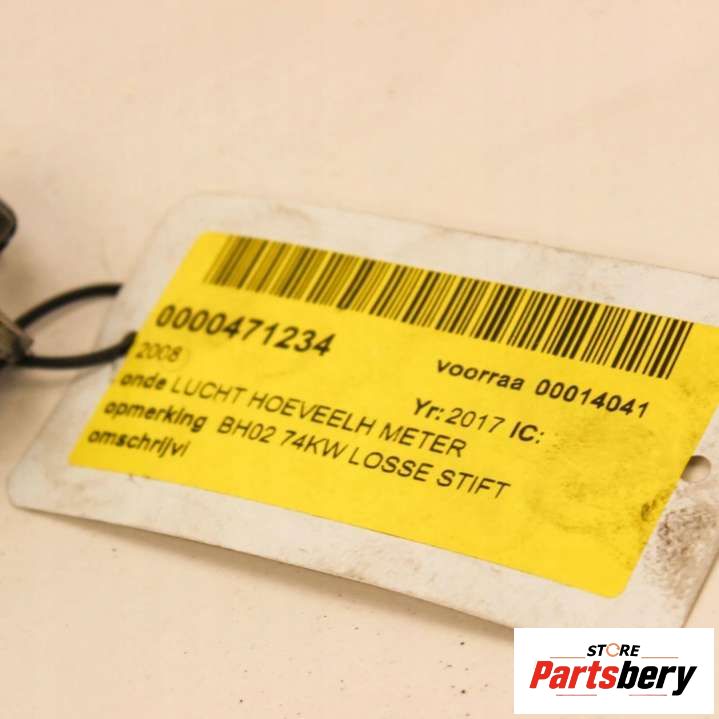 0000471234 voorraa 00014041
2008 Yr: 2017 IC:
onde LUCHT HOEVEELH METER
opmerking BH02 74KW LOSSE STIFT
omschrijvi
STORE
Partsbery